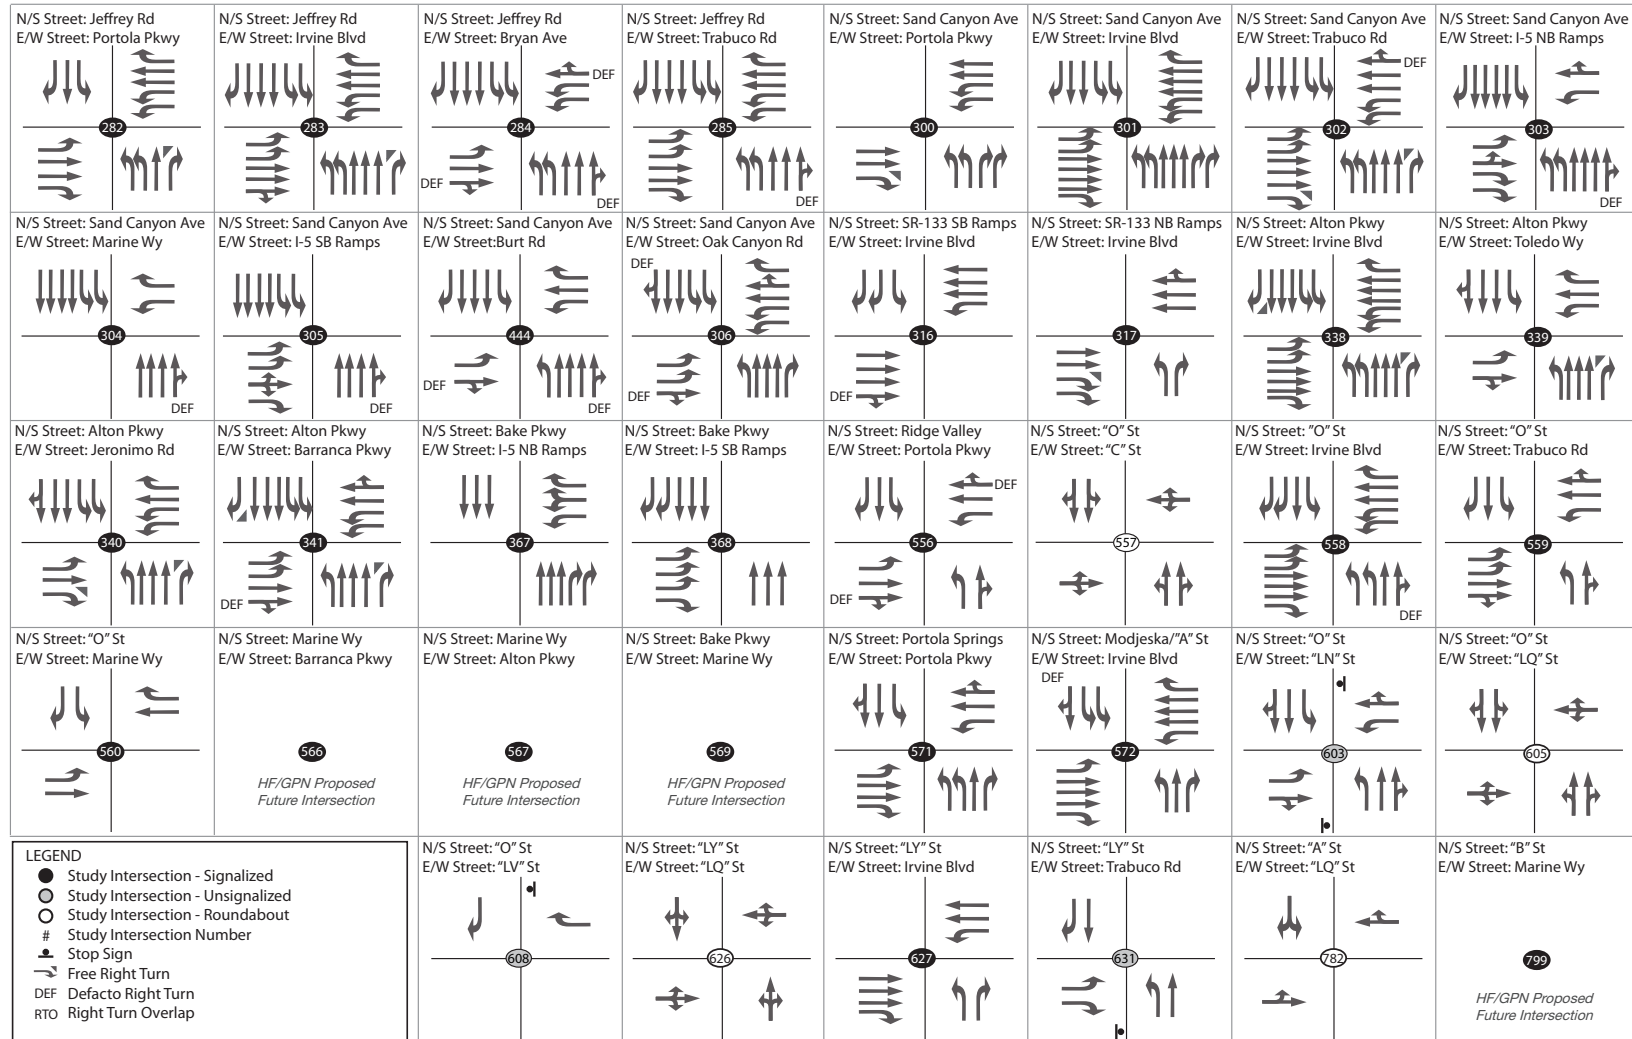 N/S Street: Jeffrey Rd
E/W Street: Portola Pkwy
282
N/S Street: Jeffrey Rd
E/W Street: Irvine Blvd
283
N/S Street: Jeffrey Rd
E/W Street: Bryan Ave
DEF
284
DEF
DEF
N/S Street: Jeffrey Rd
E/W Street: Trabuco Rd
285
DEF
N/S Street: Sand Canyon Ave
E/W Street: Portola Pkwy
300
N/S Street: Sand Canyon Ave
E/W Street: Irvine Blvd
301
N/S Street: Sand Canyon Ave
E/W Street: Trabuco Rd
DEF
302
N/S Street: Sand Canyon Ave
E/W Street: I-5 NB Ramps
303
DEF
N/S Street: Sand Canyon Ave
E/W Street: Marine Wy
304
DEF
N/S Street: Sand Canyon Ave
E/W Street: I-5 SB Ramps
305
DEF
N/S Street: Sand Canyon Ave
E/W Street:Burt Rd
444
DEF
DEF
N/S Street: Sand Canyon Ave
E/W Street: Oak Canyon Rd
DEF
306
DEF
N/S Street: SR-133 SB Ramps
E/W Street: Irvine Blvd
316
DEF
N/S Street: SR-133 NB Ramps
E/W Street: Irvine Blvd
317
N/S Street: Alton Pkwy
E/W Street: Irvine Blvd
338
N/S Street: Alton Pkwy
E/W Street: Toledo Wy
339
N/S Street: Alton Pkwy
E/W Street: Jeronimo Rd
340
N/S Street: Alton Pkwy
E/W Street: Barranca Pkwy
341
DEF
N/S Street: Bake Pkwy
E/W Street: I-5 NB Ramps
367
N/S Street: Bake Pkwy
E/W Street: I-5 SB Ramps
368
N/S Street: Ridge Valley
E/W Street: Portola Pkwy
DEF
556
DEF
N/S Street: "O" St
E/W Street: "C" St
557
N/S Street: "O" St
E/W Street: Irvine Blvd
558
DEF
N/S Street: "O" St
E/W Street: Trabuco Rd
559
N/S Street: "O" St
E/W Street: Marine Wy
560
N/S Street: Marine Wy
E/W Street: Barranca Pkwy
566
HF/GPN Proposed
Future Intersection
N/S Street: Marine Wy
E/W Street: Alton Pkwy
567
HF/GPN Proposed
Future Intersection
N/S Street: Bake Pkwy
E/W Street: Marine Wy
569
HF/GPN Proposed
Future Intersection
N/S Street: Portola Springs
E/W Street: Portola Pkwy
571
N/S Street: Modjeska/"A" St
E/W Street: Irvine Blvd
DEF
572
N/S Street: "O" St
E/W Street: "LN" St
603
N/S Street: "O" St
E/W Street: "LQ" St
605
LEGEND
Study Intersection - Signalized
Study Intersection - Unsignalized
Study Intersection - Roundabout
# Study Intersection Number
Stop Sign
Free Right Turn
DEF Defacto Right Turn
RTO Right Turn Overlap
N/S Street: "O" St
E/W Street: "LV" St
608
N/S Street: "LY" St
E/W Street: "LQ" St
626
N/S Street: "LY" St
E/W Street: Irvine Blvd
627
N/S Street: "LY" St
E/W Street: Trabuco Rd
631
N/S Street: "A" St
E/W Street: "LQ" St
782
N/S Street: "B" St
E/W Street: Marine Wy
799
HF/GPN Proposed
Future Intersection